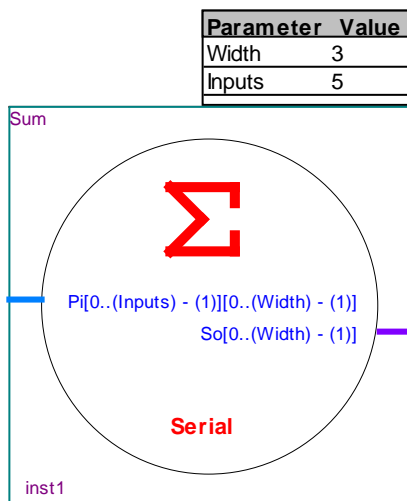 Parameter Value
Width 3
Inputs 5
Sum
Σ
Pi[0..(Inputs) - (1)][0..(Width) - (1)]
So[0..(Width) - (1)]
Serial
inst1